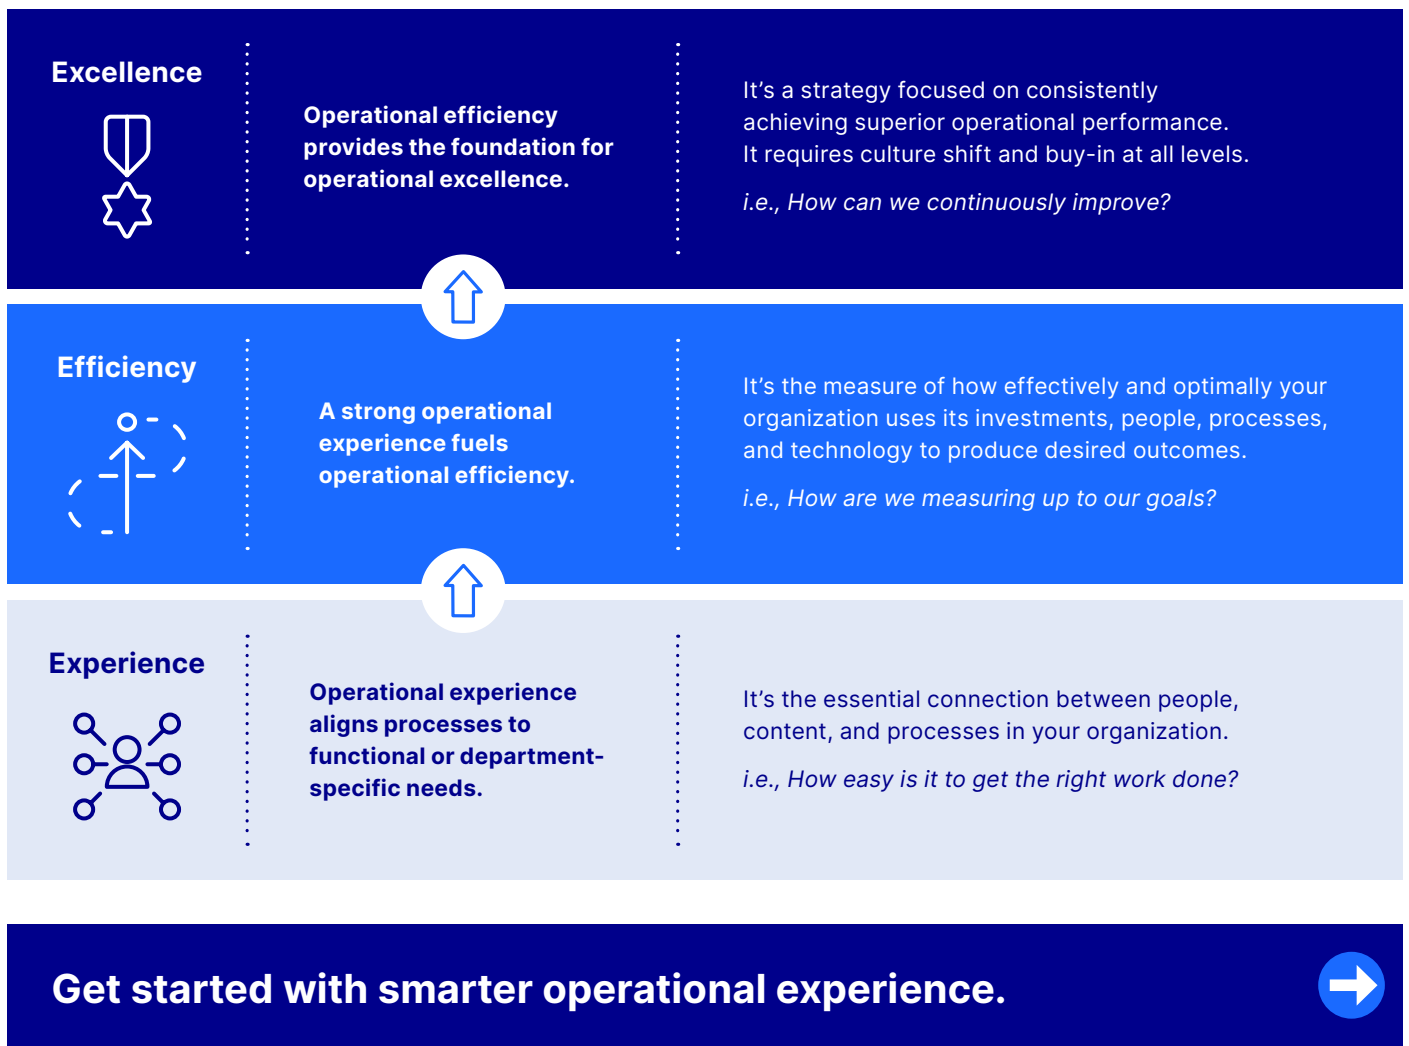 Excellence
Operational efficiency
provides the foundation for
operational excellence.
It’s a strategy focused on consistently
achieving superior operational performance.
It requires culture shift and buy-in at all levels.
i.e., How can we continuously improve?
Efficiency
A strong operational
experience fuels
operational efficiency.
It’s the measure of how effectively and optimally your
organization uses its investments, people, processes,
and technology to produce desired outcomes.
i.e., How are we measuring up to our goals?
Experience
Operational experience
aligns processes to
functional or department-
specific needs.
It’s the essential connection between people,
content, and processes in your organization.
i.e., How easy is it to get the right work done?
Get started with smarter operational experience.